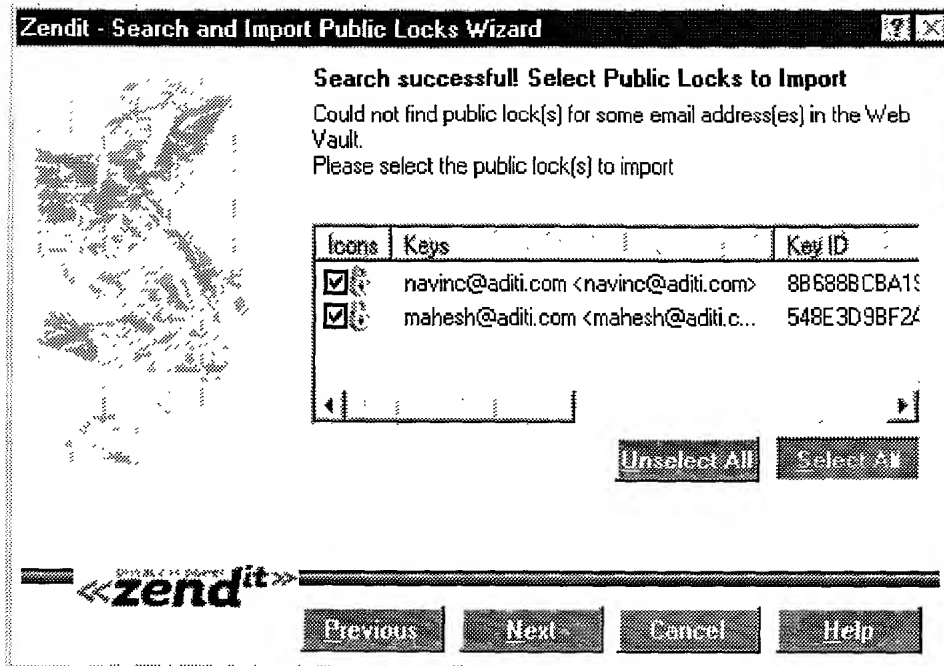 Zendit - Search and Import Public Locks Wizard
Search successful! Select Public Locks to Import
Could not find public lock(s) for some email address(es) in the Web
Vault.
Please select the public lock(s) to import
Icons Keys Key ID
navinc@aditi.com <navinc@aditi.com> 8B688BCBA19
mahesh@aditi.com <mahesh@aditi.c... 548E3D9BF2A
Unselect All Select All
«zendit»
Previous Next Cancel Help